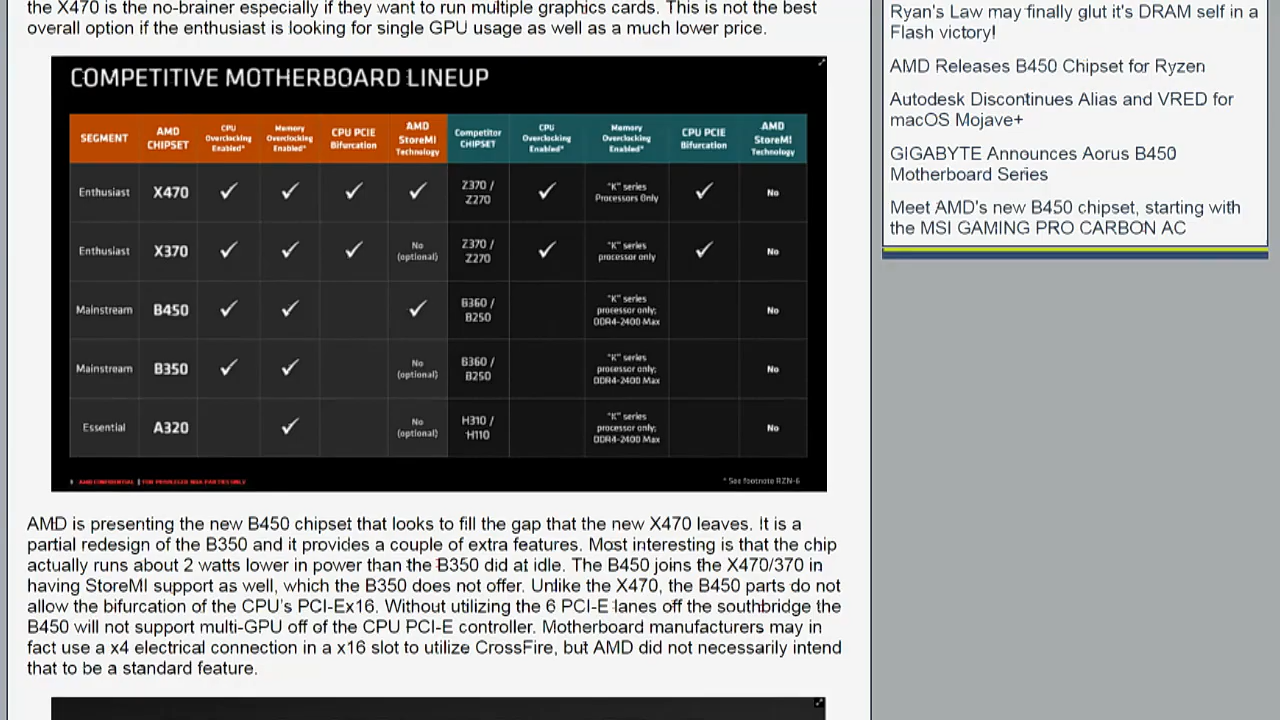 the X470 is the no-brainer especially if they want to run multiple graphics cards. This is not the best
overall option if the enthusiast is looking for single GPU usage as well as a much lower price.
COMPETITIVE MOTHERBOARD LINEUP
SEGMENT AMD CHIPSET CPU Overclocking Enabled* Memory Overclocking Enabled* CPU PCIE Bifurcation AMD StoreMI Technology Competitor CHIPSET CPU Overclocking Enabled* Memory Overclocking Enabled* CPU PCIE Bifurcation AMD StoreMI Technology
Enthusiast X470 ✓ ✓ ✓ ✓ Z370 / Z270 ✓ "K" series Processors Only ✓ No
Enthusiast X370 ✓ ✓ ✓ No (optional) Z370 / Z270 ✓ "K" series processor only ✓ No
Mainstream B450 ✓ ✓ ✓ B360 / B250 "K" series processor only; DDR4-2400 Max No
Mainstream B350 ✓ ✓ No (optional) B360 / B250 "K" series processor only; DDR4-2400 Max No
Essential A320 ✓ No (optional) H310 / H110 "K" series processor only; DDR4-2400 Max No
AMD CONFIDENTIAL | FOR PRIVILEGED NDA PARTIES ONLY
* See footnote RZN-6
AMD is presenting the new B450 chipset that looks to fill the gap that the new X470 leaves. It is a
partial redesign of the B350 and it provides a couple of extra features. Most interesting is that the chip
actually runs about 2 watts lower in power than the B350 did at idle. The B450 joins the X470/370 in
having StoreMI support as well, which the B350 does not offer. Unlike the X470, the B450 parts do not
allow the bifurcation of the CPU's PCI-Ex16. Without utilizing the 6 PCI-E lanes off the southbridge the
B450 will not support multi-GPU off of the CPU PCI-E controller. Motherboard manufacturers may in
fact use a x4 electrical connection in a x16 slot to utilize CrossFire, but AMD did not necessarily intend
that to be a standard feature.
Ryan's Law may finally glut it's DRAM self in a
Flash victory!
AMD Releases B450 Chipset for Ryzen
Autodesk Discontinues Alias and VRED for
macOS Mojave+
GIGABYTE Announces Aorus B450
Motherboard Series
Meet AMD's new B450 chipset, starting with
the MSI GAMING PRO CARBON AC